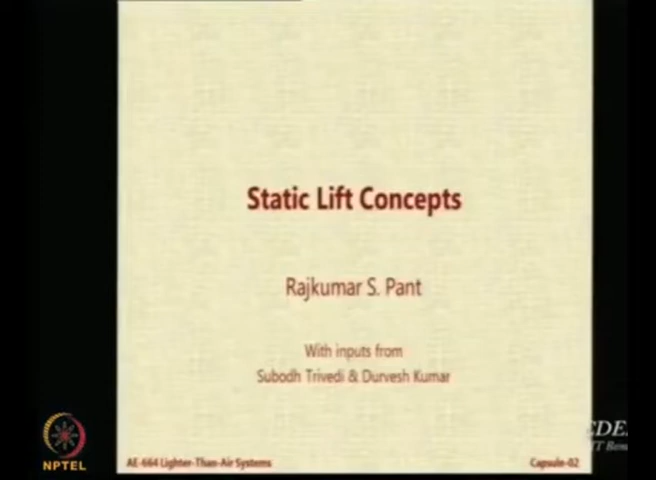 Static Lift Concepts
Rajkumar S. Pant
With inputs from
Subodh Trivedi & Durvesh Kumar
AE-664 Lighter-Than-Air Systems
Capsule-02
NPTEL